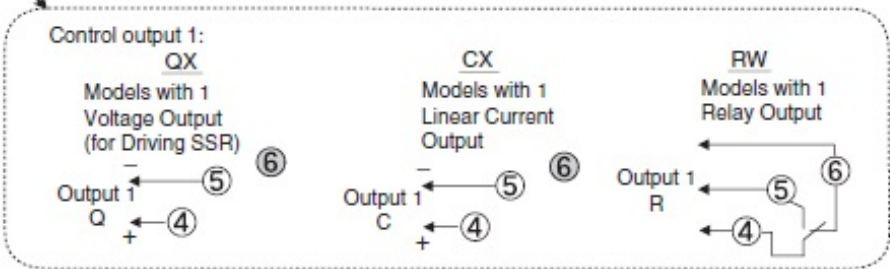 Control output 1:
QX
Models with 1
Voltage Output
(for Driving SSR)
−
⑤
⑥
Output 1
Q
④
+
CX
Models with 1
Linear Current
Output
−
⑤
⑥
Output 1
C
④
+
RW
Models with 1
Relay Output
⑥
Output 1
R
⑤
④